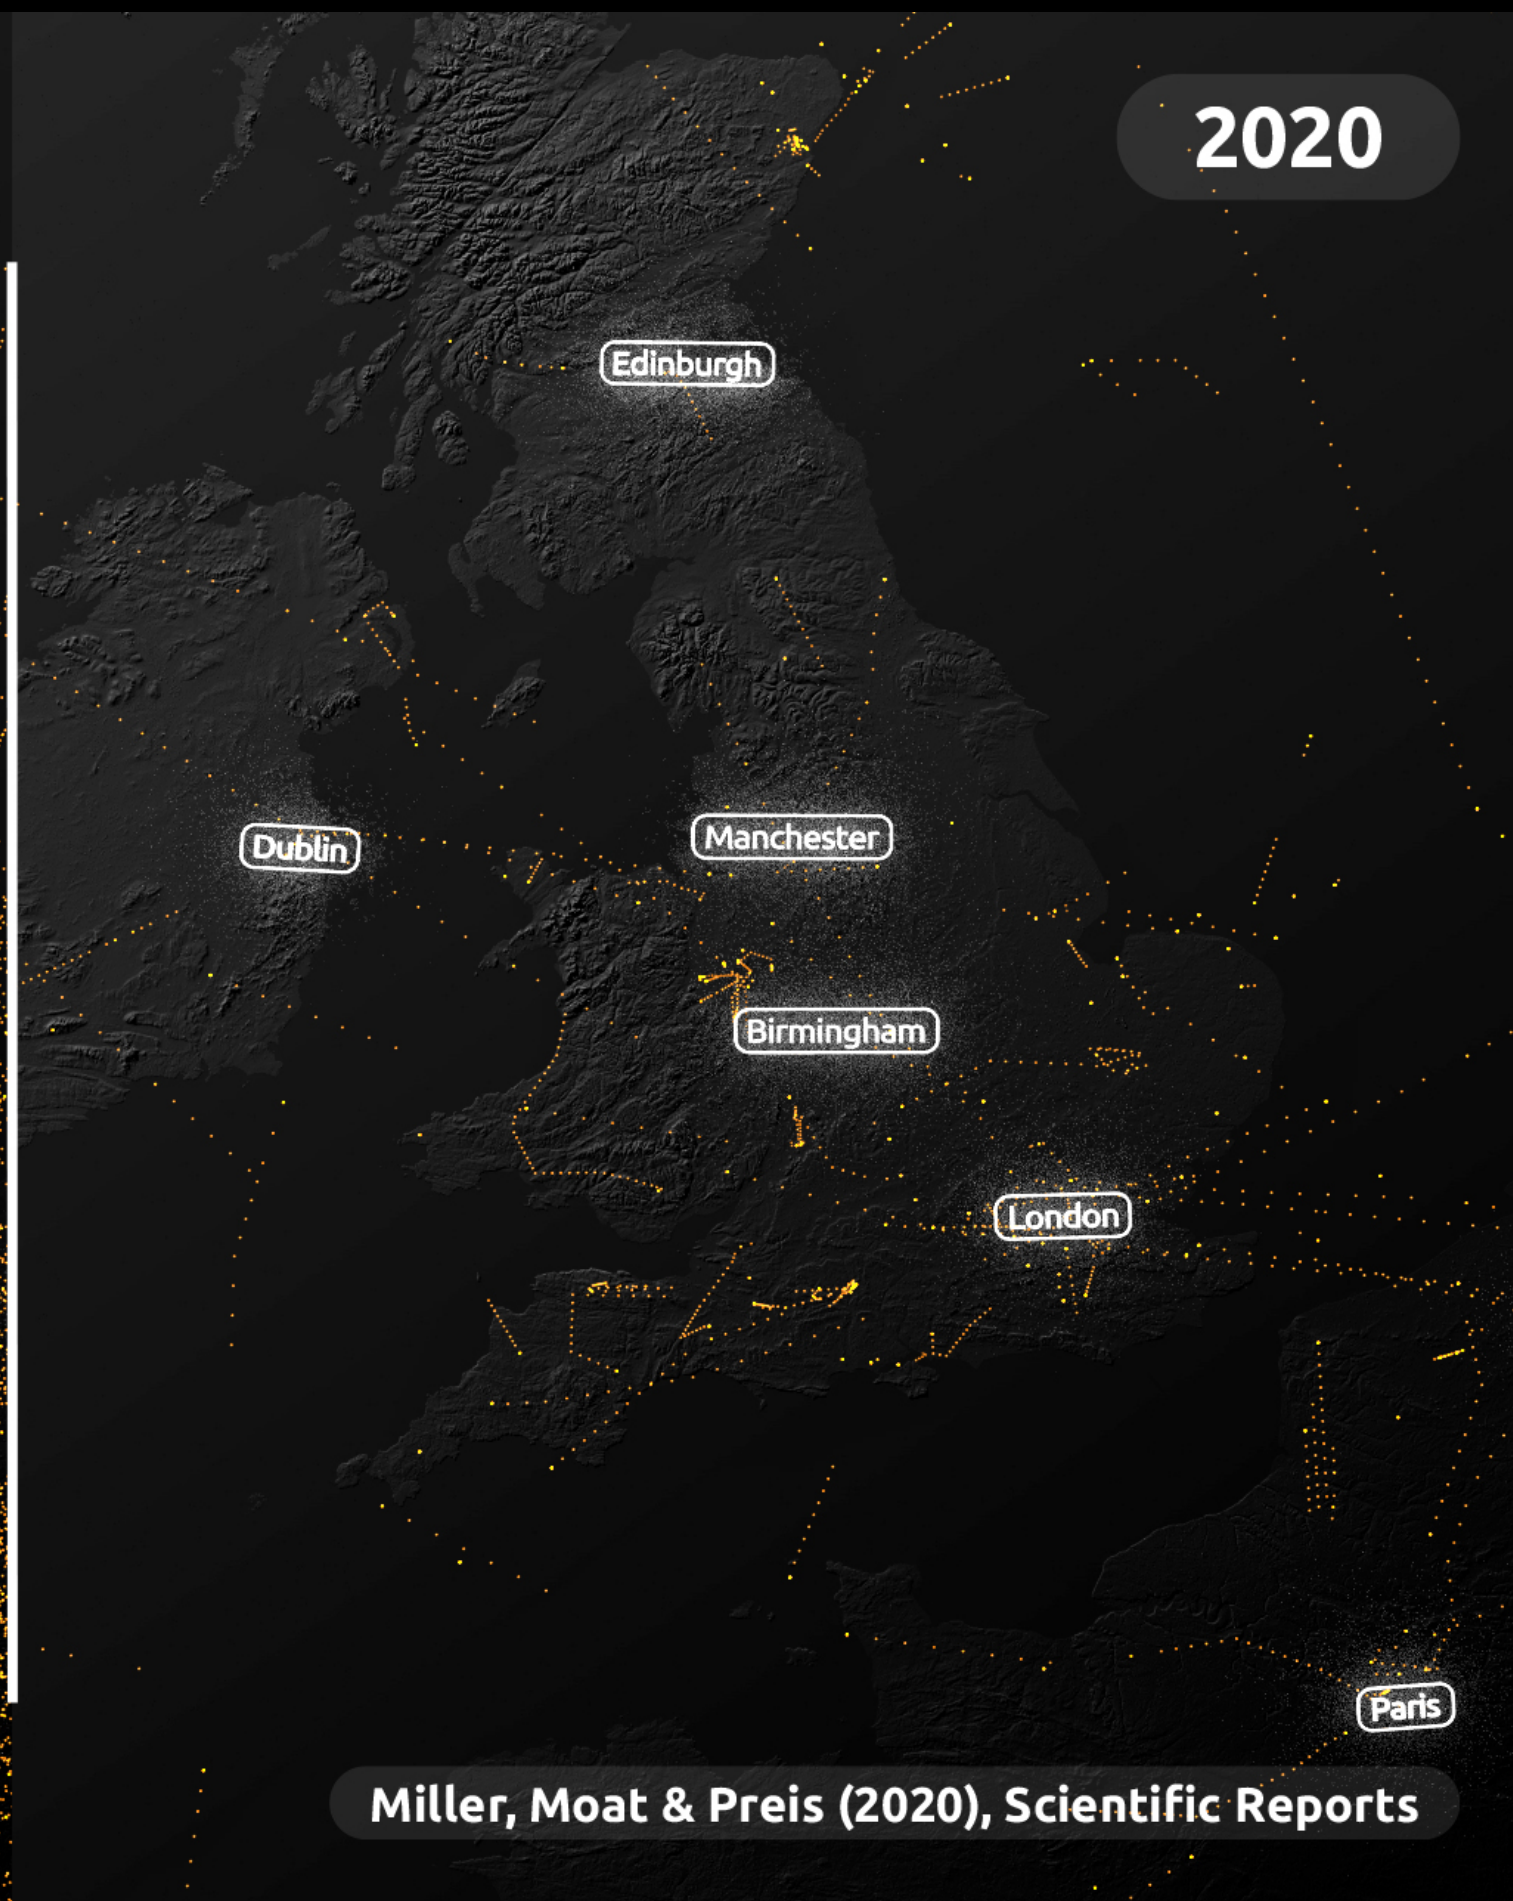 2020
Edinburgh
Dublin
Manchester
Birmingham
London
Paris
Miller, Moat & Preis (2020), Scientific Reports